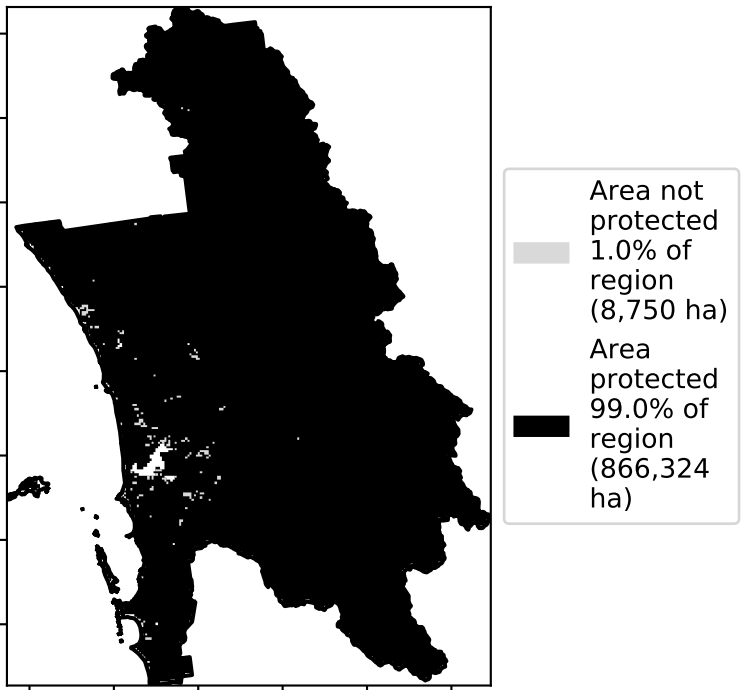 Area not
protected
1.0% of
region
(8,750 ha)
Area
protected
99.0% of
region
(866,324
ha)